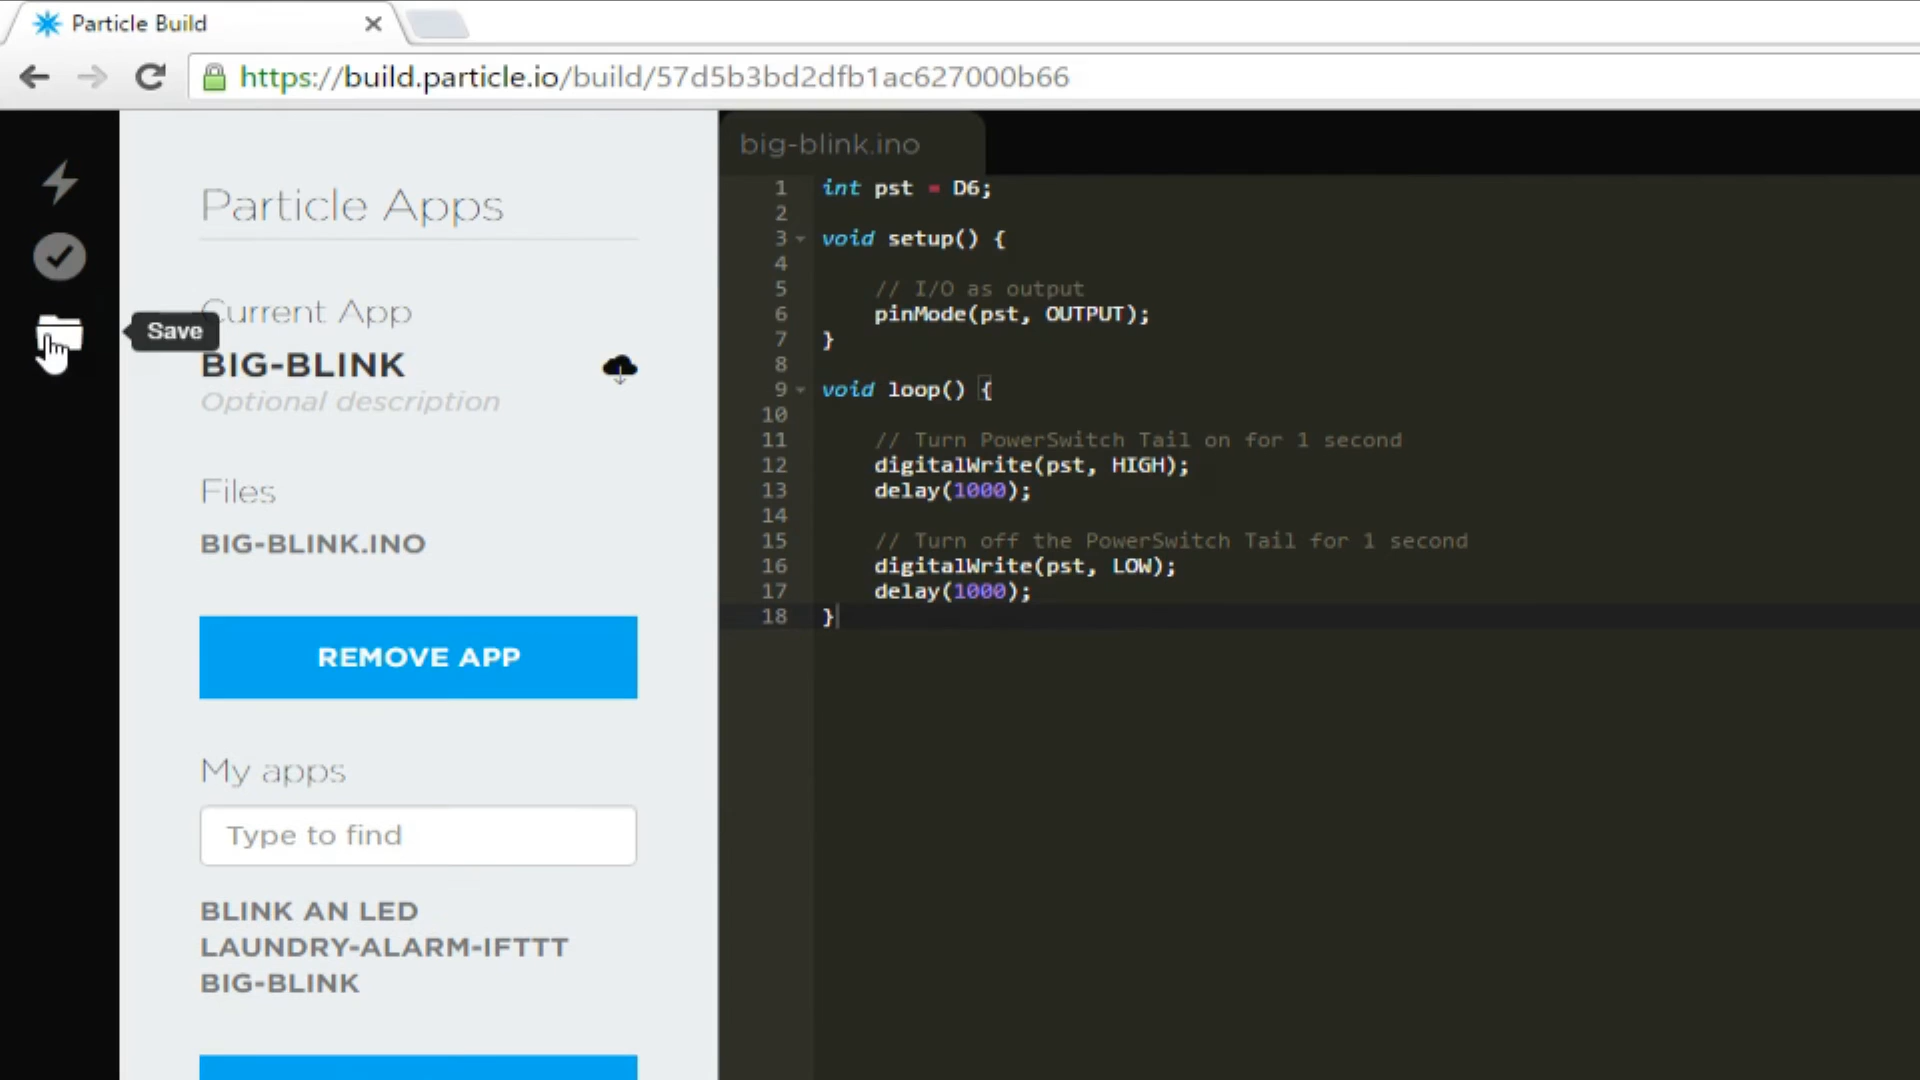 Particle Build
https://build.particle.io/build/57d5b3bd2dfb1ac627000b66
Save
Particle Apps
Current App
BIG-BLINK
Optional description
Files
BIG-BLINK.INO
REMOVE APP
My apps
Type to find
BLINK AN LED
LAUNDRY-ALARM-IFTTT
BIG-BLINK
big-blink.ino
1 int pst = D6;
2
3 void setup() {
4
5 // I/O as output
6 pinMode(pst, OUTPUT);
7 }
8
9 void loop() {
10
11 // Turn PowerSwitch Tail on for 1 second
12 digitalWrite(pst, HIGH);
13 delay(1000);
14
15 // Turn off the PowerSwitch Tail for 1 second
16 digitalWrite(pst, LOW);
17 delay(1000);
18 }